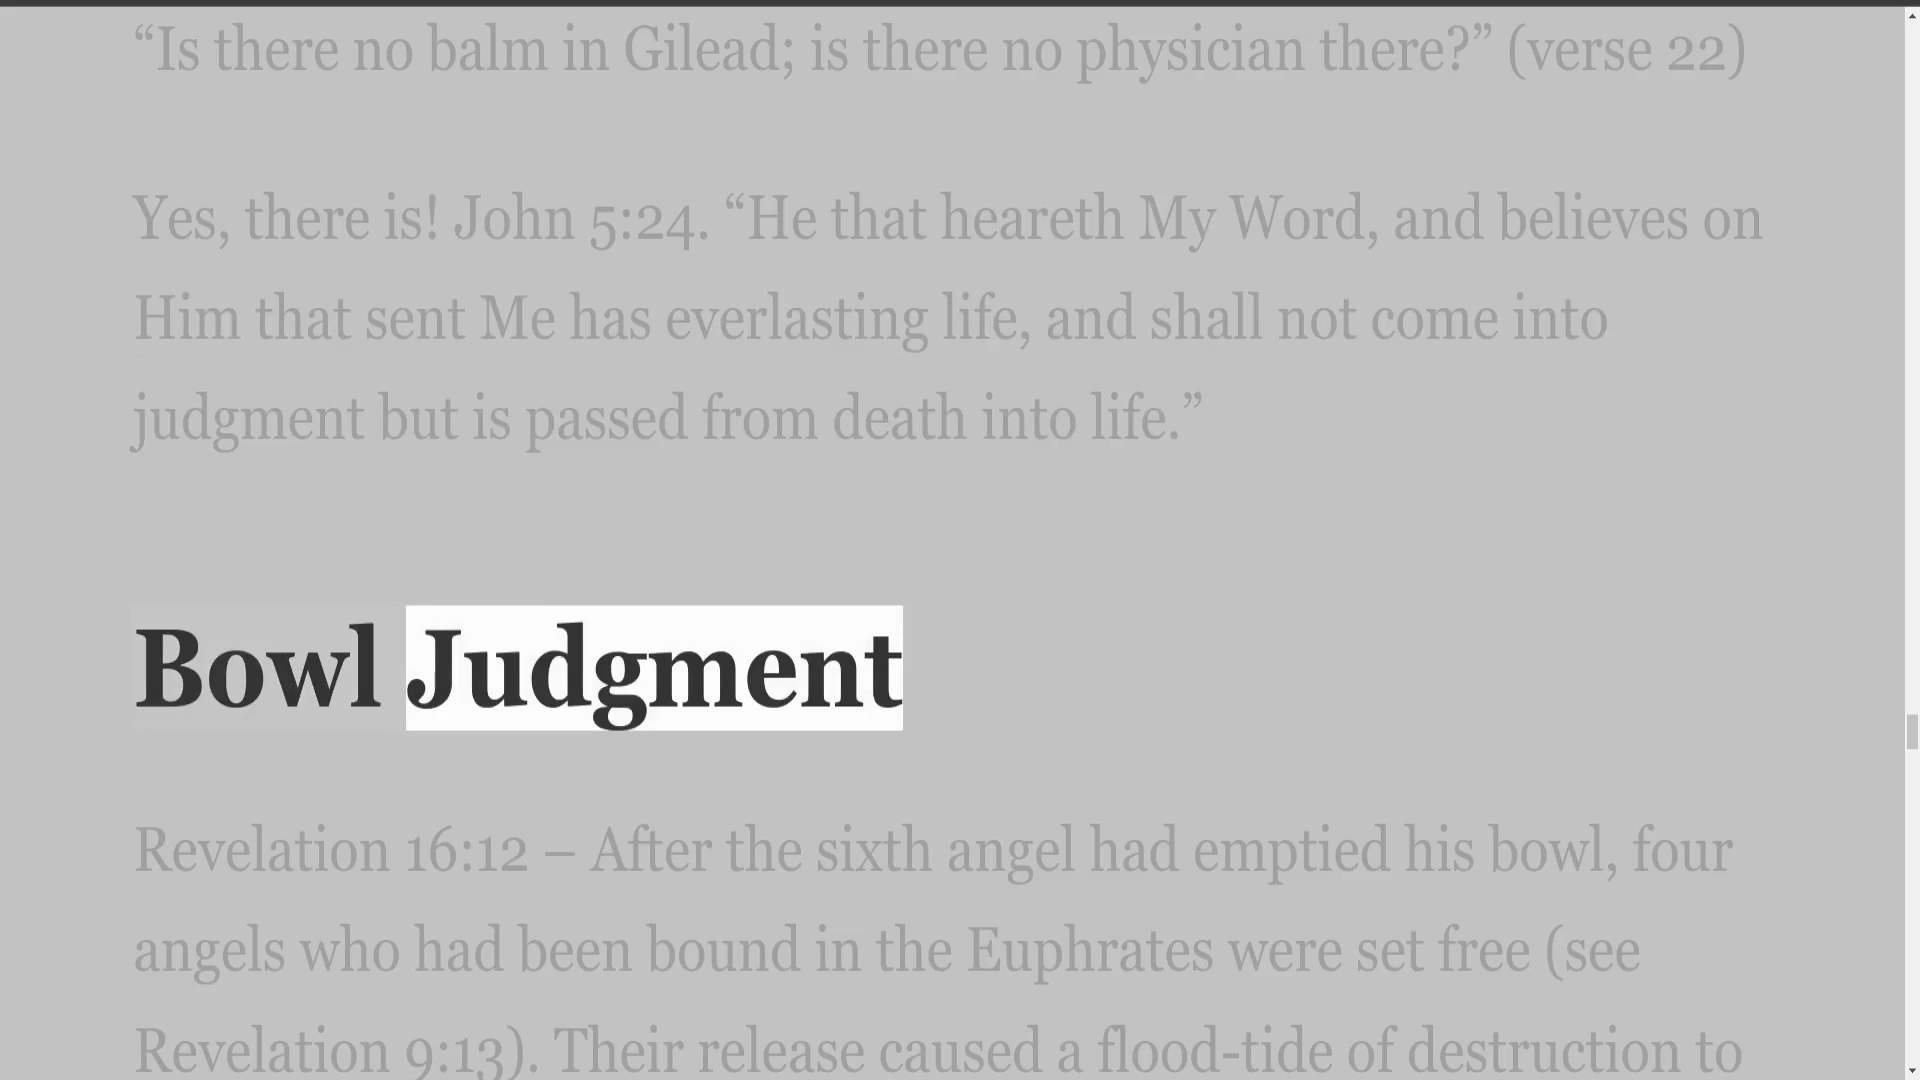 “Is there no balm in Gilead; is there no physician there?” (verse 22)
Yes, there is! John 5:24. “He that heareth My Word, and believes on
Him that sent Me has everlasting life, and shall not come into
judgment but is passed from death into life.”
Bowl Judgment
Revelation 16:12 – After the sixth angel had emptied his bowl, four
angels who had been bound in the Euphrates were set free (see
Revelation 9:13). Their release caused a flood-tide of destruction to